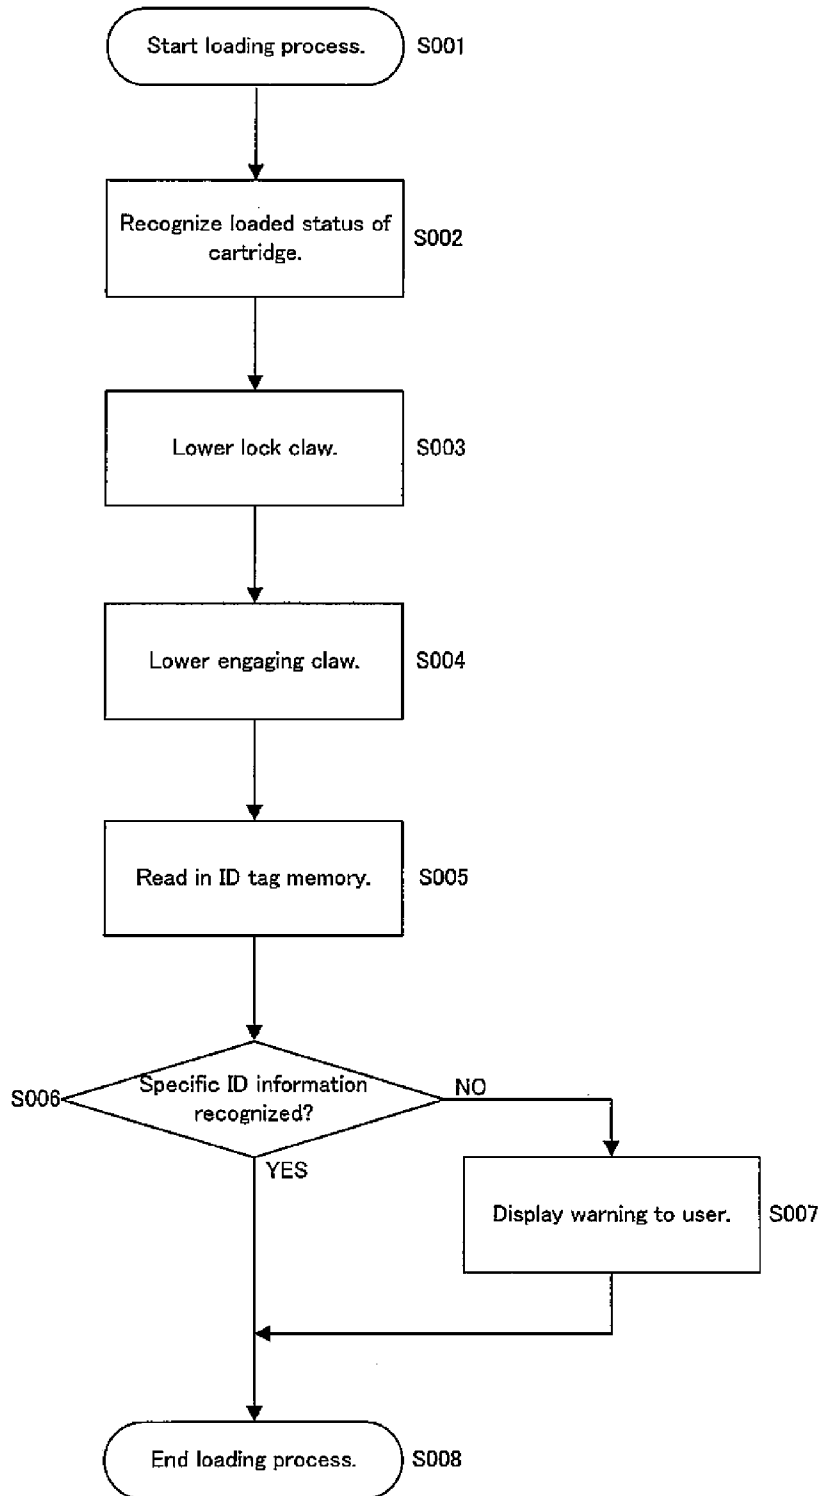 Start loading process.
S001
Recognize loaded status of
cartridge.
S002
Lower lock claw.
S003
Lower engaging claw.
S004
Read in ID tag memory.
S005
S006
Specific ID information
recognized?
NO
YES
Display warning to user.
S007
End loading process.
S008